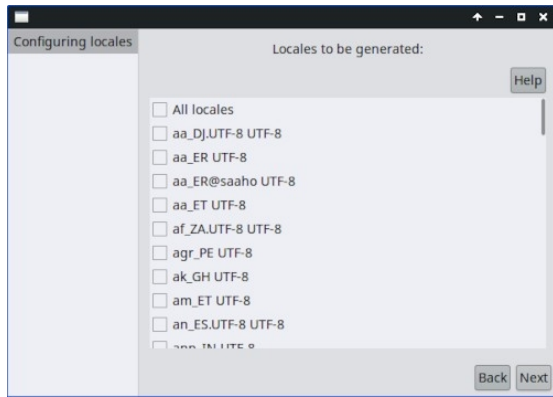 Configuring locales
Locales to be generated:
Help
All locales
aa_DJ.UTF-8 UTF-8
aa_ER UTF-8
aa_ER@saaho UTF-8
aa_ET UTF-8
af_ZA.UTF-8 UTF-8
agr_PE UTF-8
ak_GH UTF-8
am_ET UTF-8
an_ES.UTF-8 UTF-8
Back Next